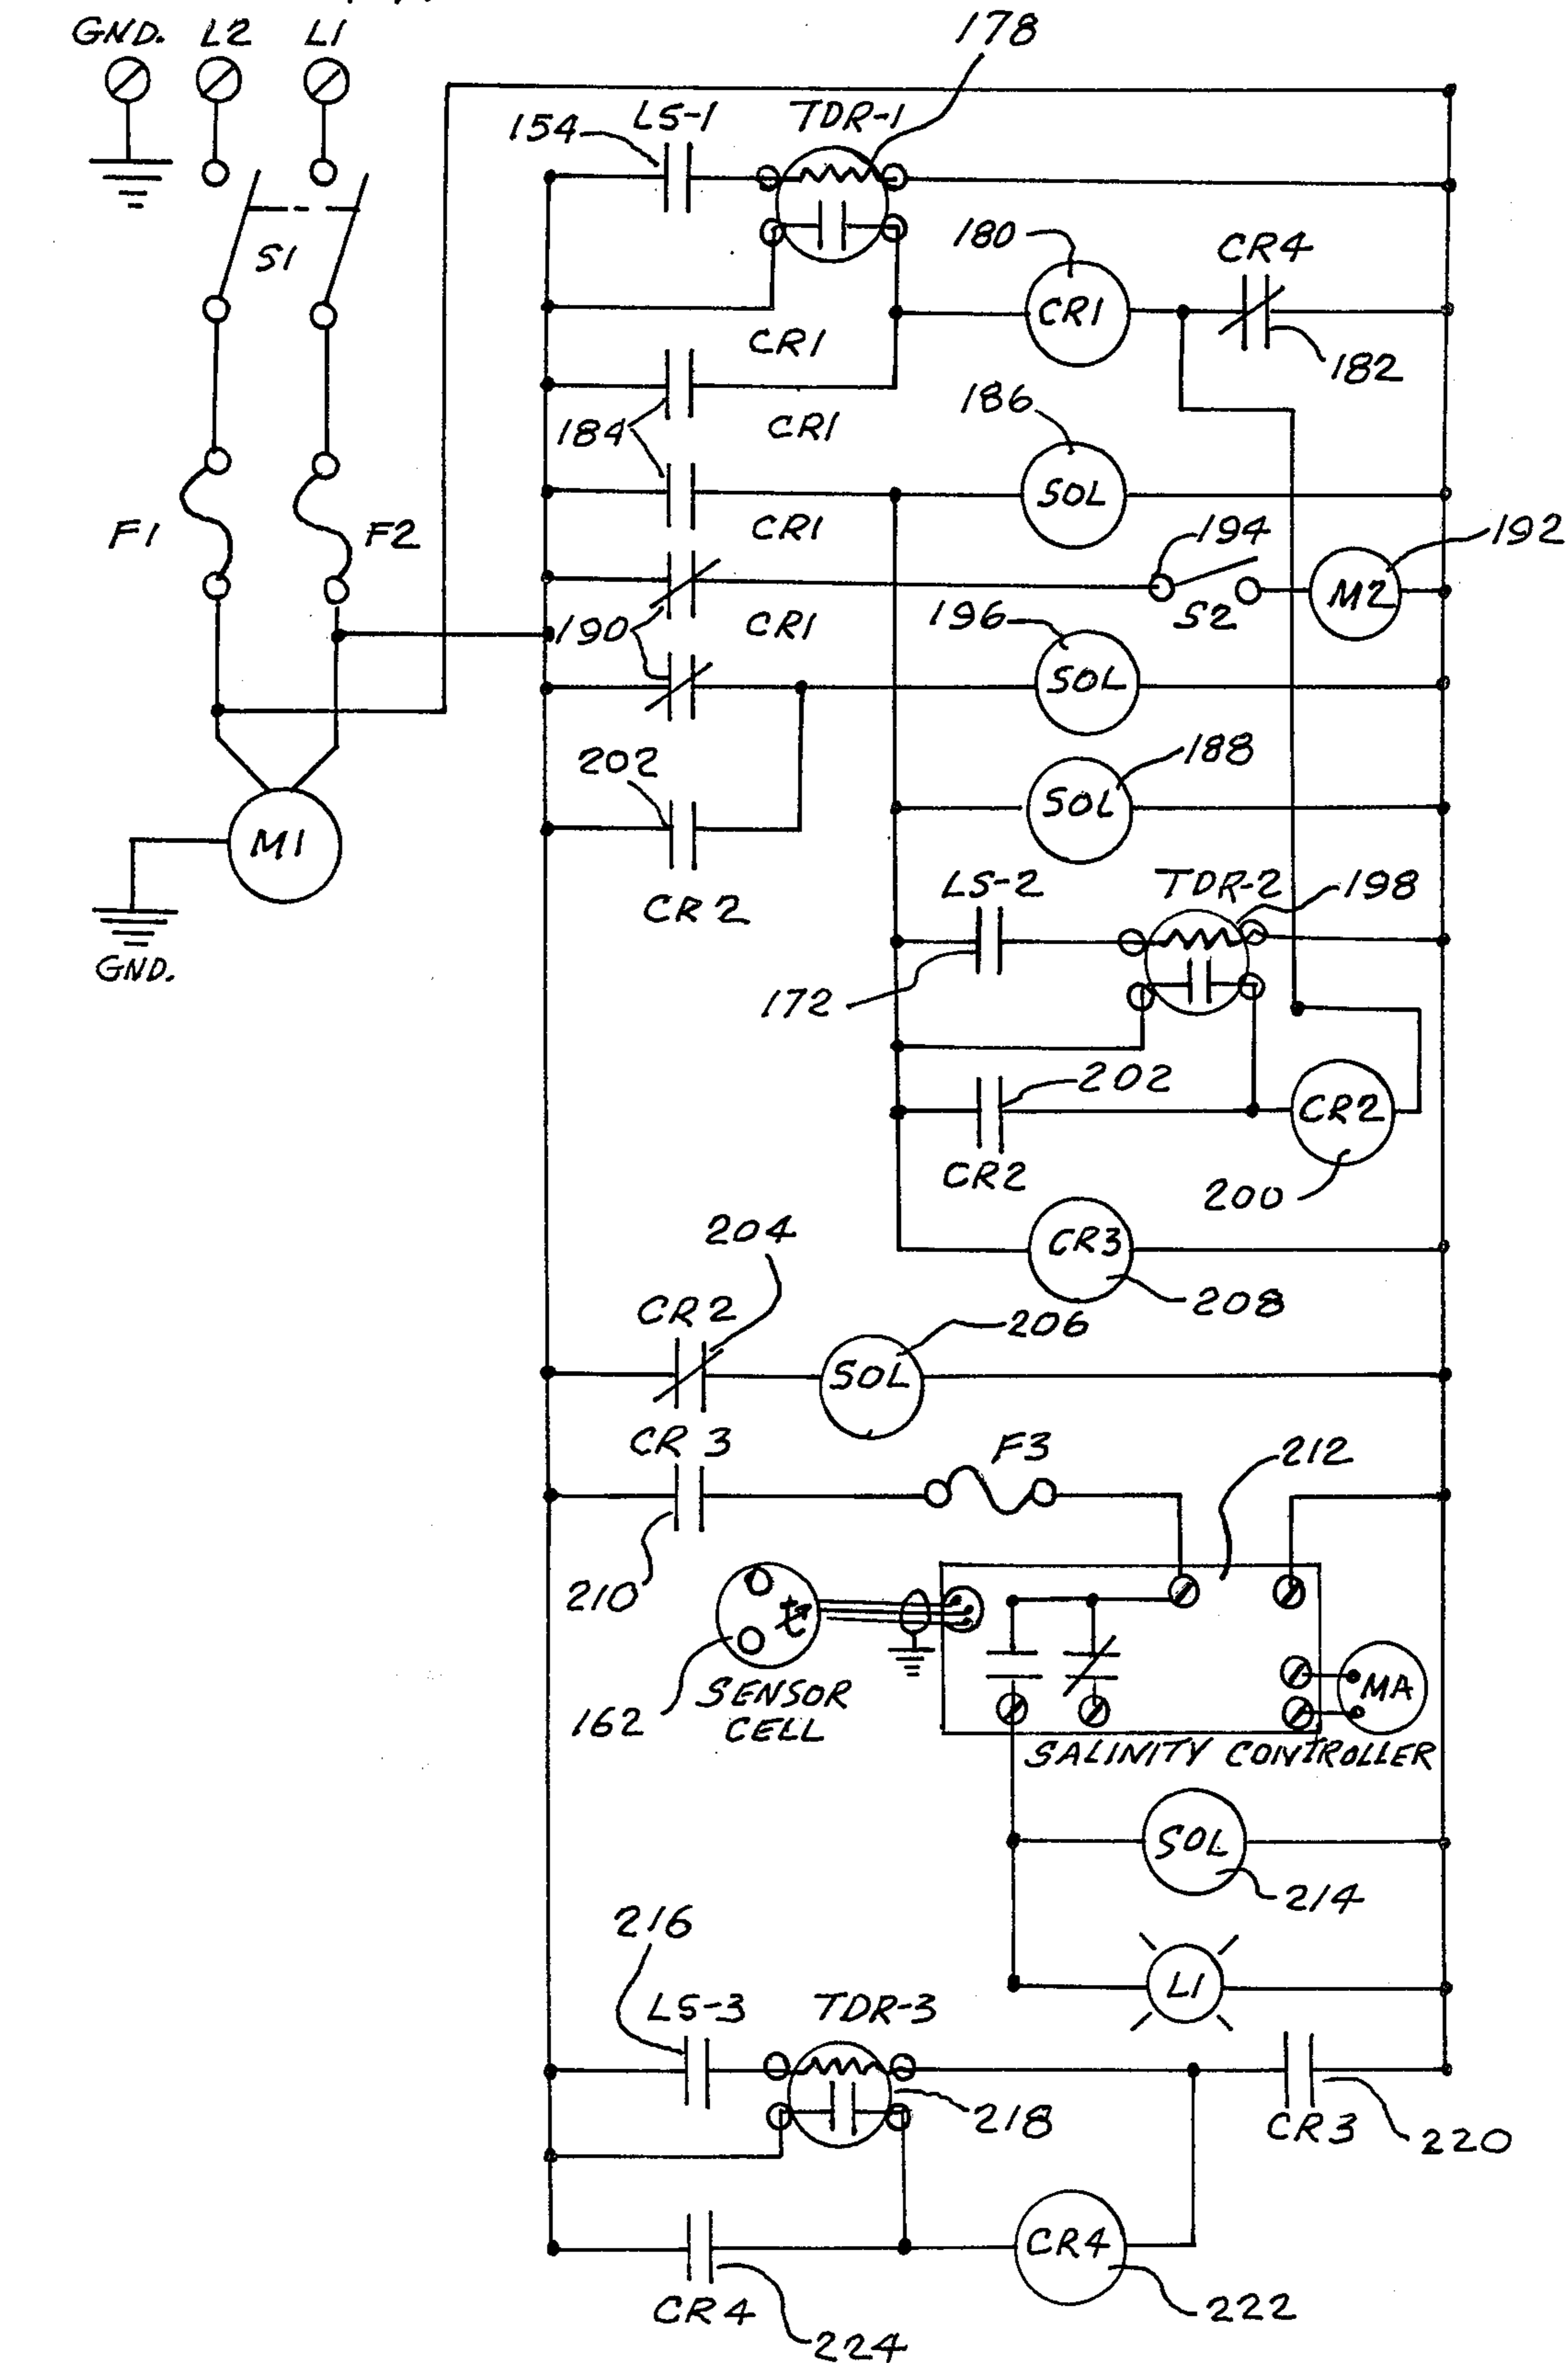 GND. L2 L1
178
154 LS-1 TDR-1
S1
180 CR4
CR1
CR1
182
184 CR1 186
SOL
F1 F2
CR1 194 192
S2 M2
190 CR1 196
SOL
202 188
SOL
M1
CR2
LS-2 TDR-2 198
GND.
172
202
CR2
CR2
200
204
CR3
208
CR2 206
SOL
CR3 F3 212
210
t
162 SENSOR CELL
MA
SALINITY CONTROLLER
SOL
214
216
L1
LS-3 TDR-3
218 CR3 220
CR4
222
CR4
224